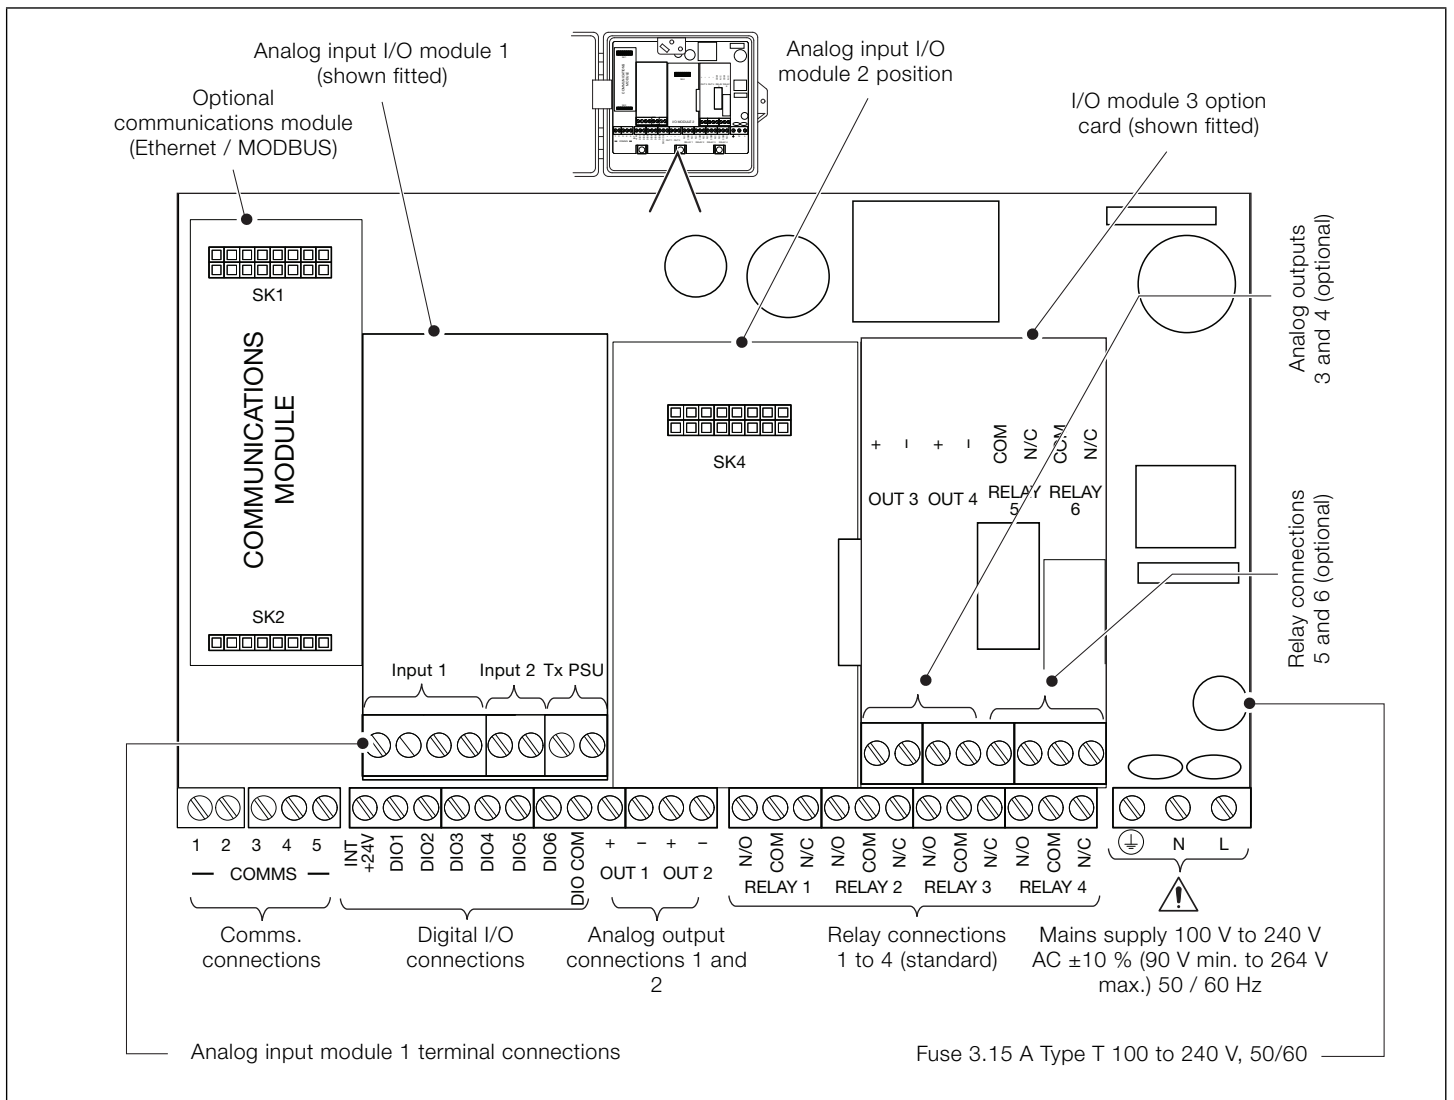 Analog input I/O module 1
(shown fitted)
Analog input I/O
module 2 position
Optional
communications module
(Ethernet / MODBUS)
I/O module 3 option
card (shown fitted)
Analog outputs
3 and 4 (optional)
Relay connections
5 and 6 (optional)
SK1
COMMUNICATIONS
MODULE
SK2
SK4
+ – + – COM N/C COM N/C
OUT 3 OUT 4 RELAY 5 RELAY 6
Input 1 Input 2 Tx PSU
1 2 3 4 5
COMMS
INT +24V DIO1 DIO2 DIO3 DIO4 DIO5 DIO6 DIO COM
+ – + –
OUT 1 OUT 2
N/O COM N/C N/O COM N/C N/O COM N/C N/O COM N/C
RELAY 1 RELAY 2 RELAY 3 RELAY 4
N L
Comms.
connections
Digital I/O
connections
Analog output
connections 1 and
2
Relay connections
1 to 4 (standard)
Mains supply 100 V to 240 V
AC ±10 % (90 V min. to 264 V
max.) 50 / 60 Hz
Analog input module 1 terminal connections
Fuse 3.15 A Type T 100 to 240 V, 50/60